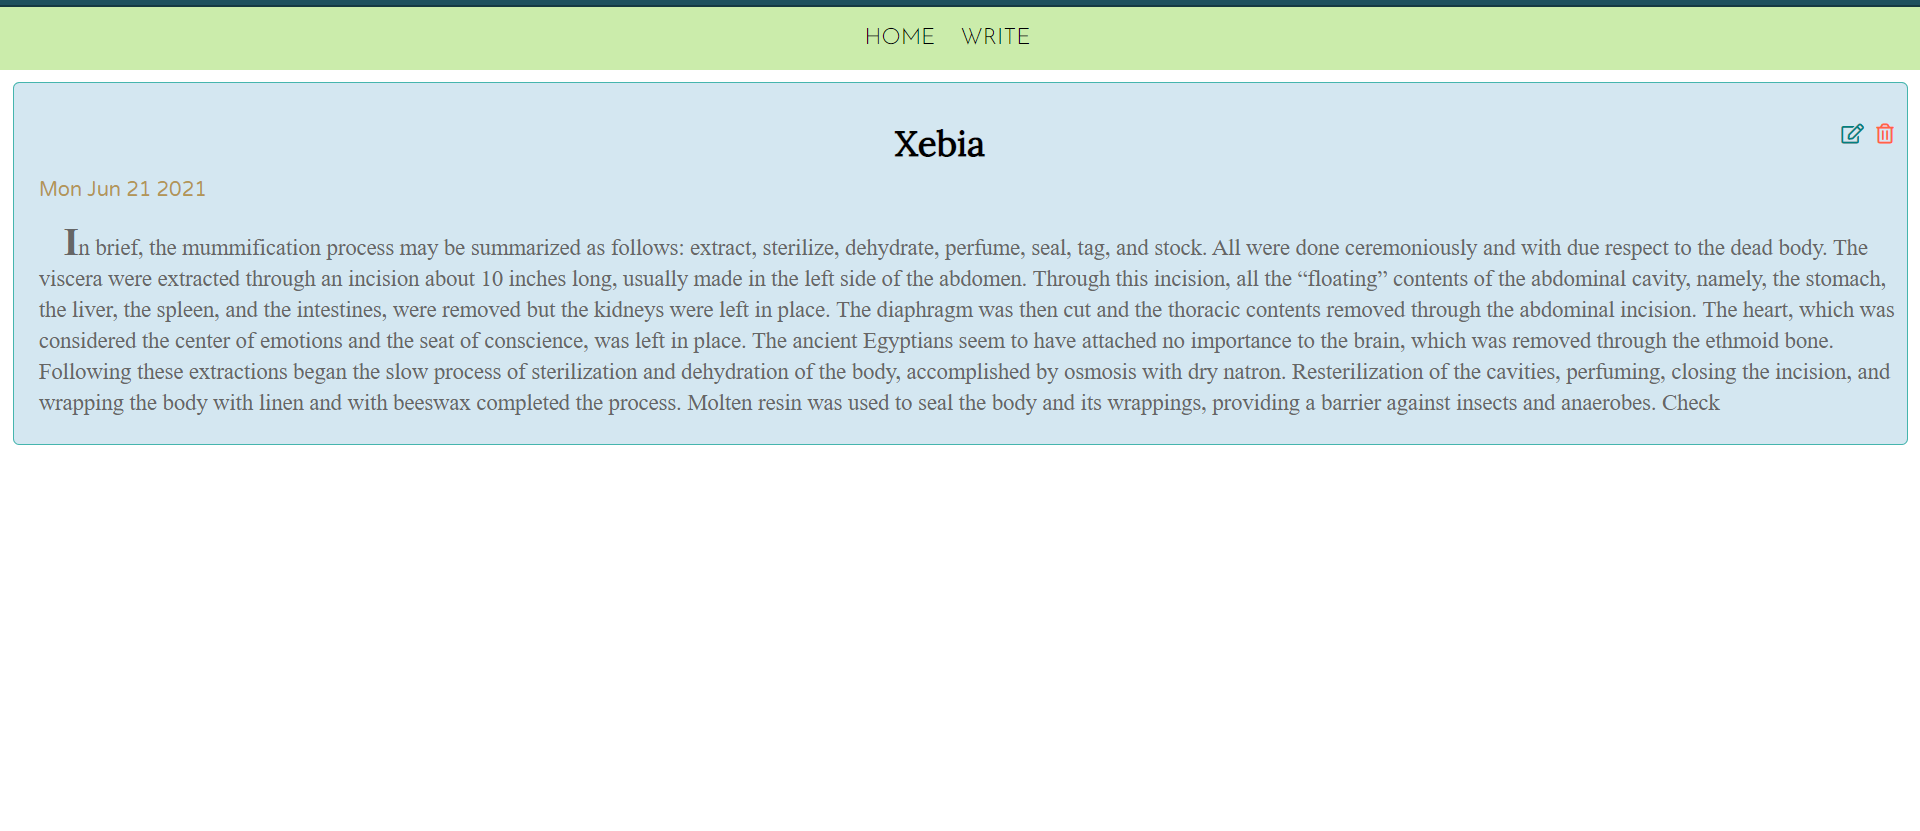 HOME WRITE
Xebia
Mon Jun 21 2021
In brief, the mummification process may be summarized as follows: extract, sterilize, dehydrate, perfume, seal, tag, and stock. All were done ceremoniously and with due respect to the dead body. The
viscera were extracted through an incision about 10 inches long, usually made in the left side of the abdomen. Through this incision, all the “floating” contents of the abdominal cavity, namely, the stomach,
the liver, the spleen, and the intestines, were removed but the kidneys were left in place. The diaphragm was then cut and the thoracic contents removed through the abdominal incision. The heart, which was
considered the center of emotions and the seat of conscience, was left in place. The ancient Egyptians seem to have attached no importance to the brain, which was removed through the ethmoid bone.
Following these extractions began the slow process of sterilization and dehydration of the body, accomplished by osmosis with dry natron. Resterilization of the cavities, perfuming, closing the incision, and
wrapping the body with linen and with beeswax completed the process. Molten resin was used to seal the body and its wrappings, providing a barrier against insects and anaerobes. Check